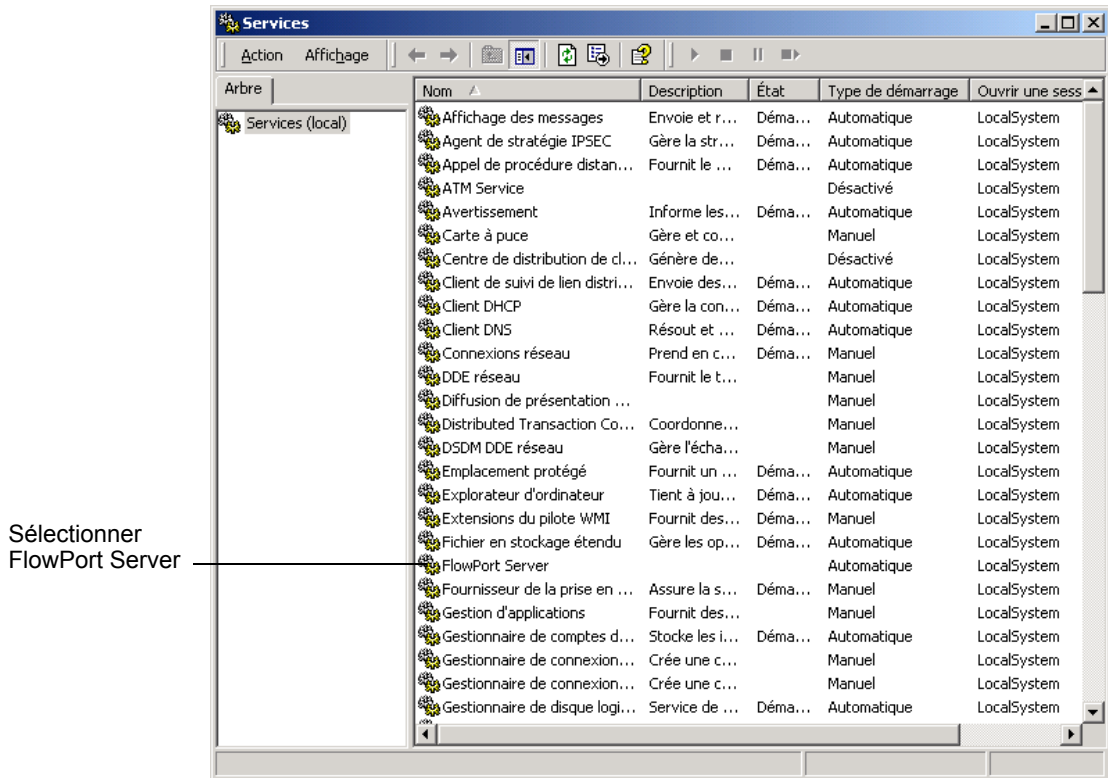 Services
Action Affichage
Arbre
Services (local)
Nom Description État Type de démarrage Ouvrir une sess
Affichage des messages Envoie et r... Déma... Automatique LocalSystem
Agent de stratégie IPSEC Gère la str... Déma... Automatique LocalSystem
Appel de procédure distan... Fournit le ... Déma... Automatique LocalSystem
ATM Service Désactivé LocalSystem
Avertissement Informe les... Déma... Automatique LocalSystem
Carte à puce Gère et co... Manuel LocalSystem
Centre de distribution de cl... Génère de... Désactivé LocalSystem
Client de suivi de lien distri... Envoie des... Déma... Automatique LocalSystem
Client DHCP Gère la con... Déma... Automatique LocalSystem
Client DNS Résout et ... Déma... Automatique LocalSystem
Connexions réseau Prend en c... Déma... Manuel LocalSystem
DDE réseau Fournit le t... Manuel LocalSystem
Diffusion de présentation ... Manuel LocalSystem
Distributed Transaction Co... Coordonne... Manuel LocalSystem
DSDM DDE réseau Gère l'écha... Manuel LocalSystem
Emplacement protégé Fournit un ... Déma... Automatique LocalSystem
Explorateur d'ordinateur Tient à jou... Déma... Automatique LocalSystem
Extensions du pilote WMI Fournit des... Déma... Manuel LocalSystem
Fichier en stockage étendu Gère les op... Déma... Automatique LocalSystem
FlowPort Server Automatique LocalSystem
Fournisseur de la prise en ... Assure la s... Déma... Manuel LocalSystem
Gestion d'applications Fournit des... Manuel LocalSystem
Gestionnaire de comptes d... Stocke les i... Déma... Automatique LocalSystem
Gestionnaire de connexion... Crée une c... Manuel LocalSystem
Gestionnaire de connexion... Crée une c... Manuel LocalSystem
Gestionnaire de disque logi... Service de ... Déma... Automatique LocalSystem
Sélectionner
FlowPort Server